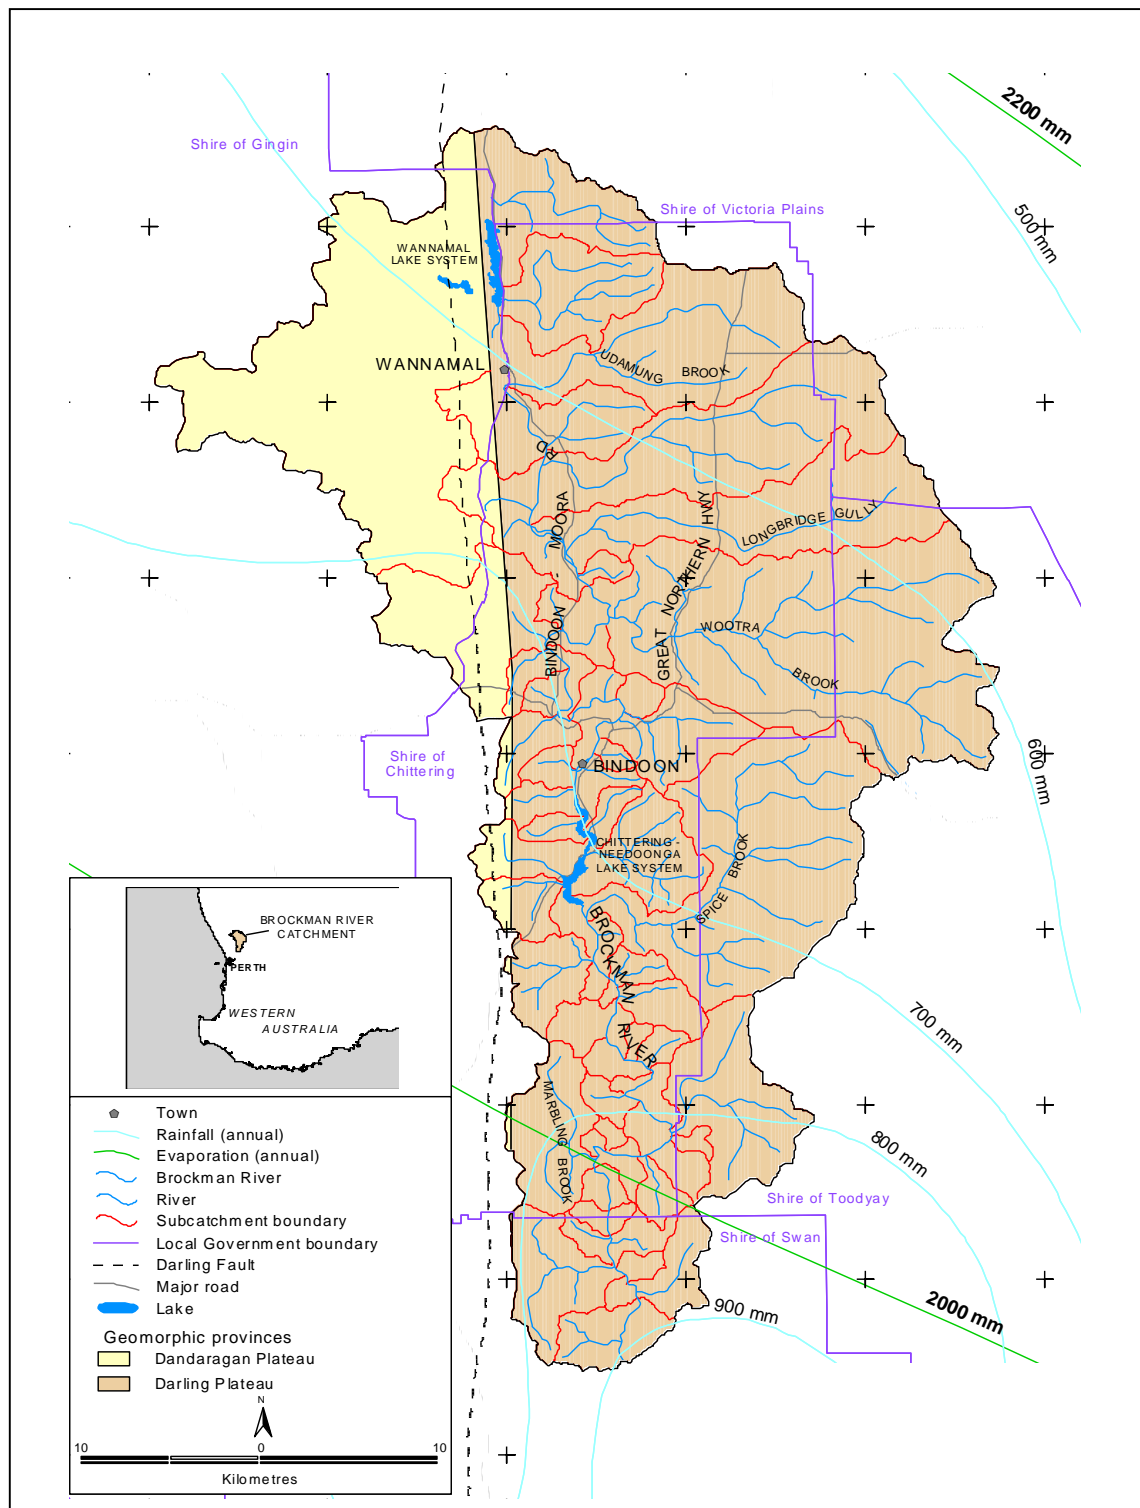 2200 mm
Shire of Gingin
Shire of Victoria Plains
500 mm
WANNAMAL
LAKE SYSTEM
WANNAMAL
UDAMUNG BROOK
RD
MOORA
-
BINDOON
GREAT NORTHERN HWY
LONGBRIDGE GULLY
WOOTRA
BROOK
Shire of
Chittering
BINDOON
600 mm
CHITTERING -
NEEDOONGA
LAKE SYSTEM
SPICE BROOK
BROCKMAN
RIVER
700 mm
MARBLING BROOK
800 mm
Shire of Toodyay
Shire of Swan
2000 mm
900 mm
BROCKMAN RIVER
CATCHMENT
PERTH
WESTERN
AUSTRALIA
Town
Rainfall (annual)
Evaporation (annual)
Brockman River
River
Subcatchment boundary
Local Government boundary
Darling Fault
Major road
Lake
Geomorphic provinces
Dandaragan Plateau
Darling Plateau
N
10 0 10
Kilometres